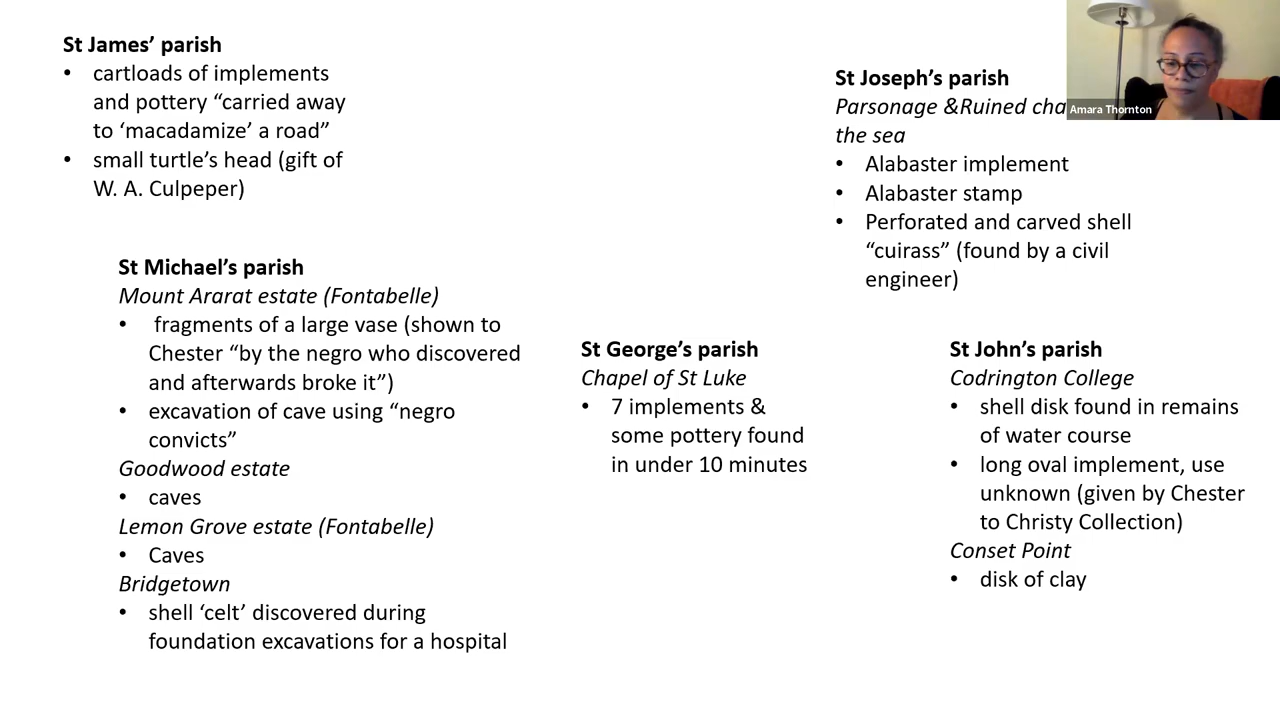 St James’ parish
• cartloads of implements
and pottery “carried away
to ‘macadamize’ a road”
• small turtle’s head (gift of
W. A. Culpeper)
St Michael’s parish
Mount Ararat estate (Fontabelle)
• fragments of a large vase (shown to
Chester “by the negro who discovered
and afterwards broke it”)
• excavation of cave using “negro
convicts”
Goodwood estate
• caves
Lemon Grove estate (Fontabelle)
• Caves
Bridgetown
• shell ‘celt’ discovered during
foundation excavations for a hospital
St George’s parish
Chapel of St Luke
• 7 implements &
some pottery found
in under 10 minutes
St Joseph’s parish
Parsonage &Ruined
the sea
• Alabaster implement
• Alabaster stamp
• Perforated and carved shell
“cuirass” (found by a civil
engineer)
St John’s parish
Codrington College
• shell disk found in remains
of water course
• long oval implement, use
unknown (given by Chester
to Christy Collection)
Conset Point
• disk of clay
Amara Thornton